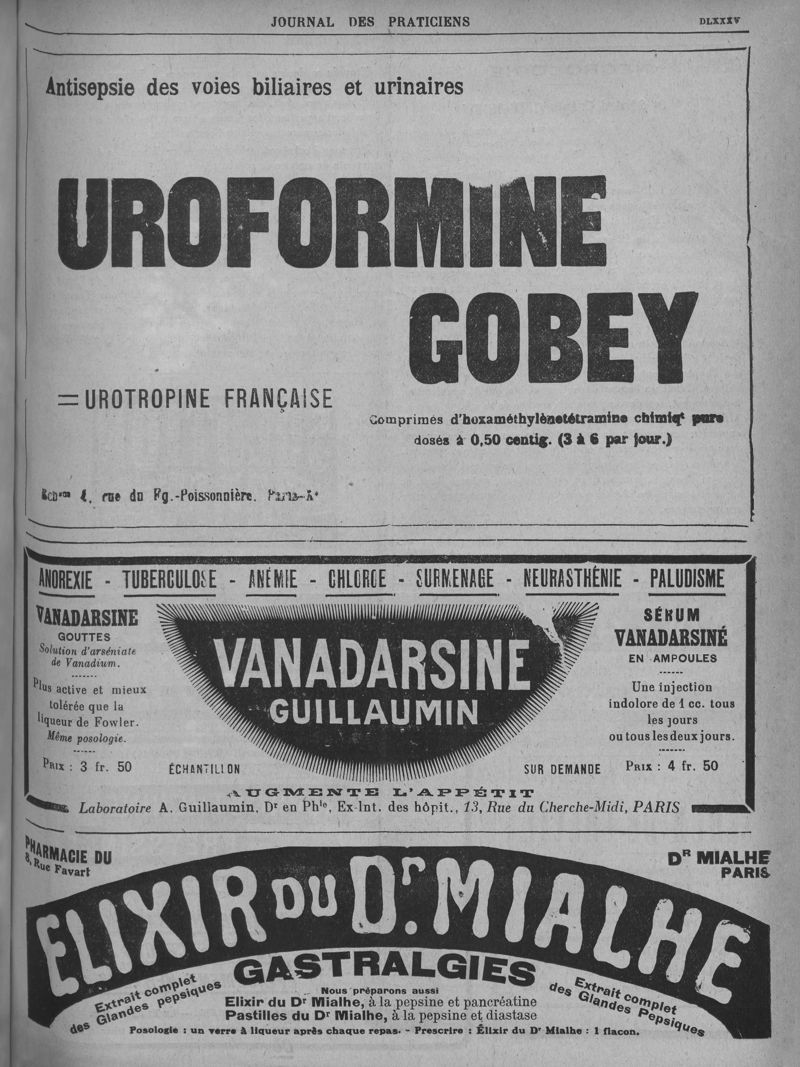 JOURNAL DES PRATICIENS
DLXXXV
Antisepsie des voies biliaires et urinaires
UROFORMINE
GOBEY
= UROTROPINE FRANÇAISE
Comprimés d'hexaméthylènetétramine chimiqt pure
dosés à 0,50 centig. (3 à 6 par jour.)
4, rue du Fg.-Poissonnière, Paris-Xe
ANOREXIE - TUBERCULOSE - ANÉMIE - CHLOROE - SURMENAGE - NEURASTHÉNIE - PALUDISME
VANADARSINE
GOUTTES
Solution d'arséniate
de Vanadium.
Plus active et mieux
tolérée que la
liqueur de Fowler.
Même posologie.
PRIX : 3 fr. 50
VANADARSINE
GUILLAUMIN
ÉCHANTILLON
SUR DEMANDE
SÉRUM
VANADARSINÉ
EN AMPOULES
Une injection
indolore de 1 cc. tous
les jours
ou tous les deux jours.
PRIX : 4 fr. 50
AUGMENTE L'APPÉTIT
Laboratoire A. Guillaumin, Dr en Phie, Ex-Int. des hôpit., 13, Rue du Cherche-Midi, PARIS
PHARMACIE DU
8, Rue Favart
DR MIALHE
PARIS
ELIXIR DU Dr. MIALHE
GASTRALGIES
Extrait complet
des Glandes pepsiques
Nous préparons aussi
Elixir du Dr Mialhe, à la pepsine et pancréatine
Pastilles du Dr Mialhe, à la pepsine et diastase
Extrait complet
des Glandes Pepsiques
Posologie : un verre à liqueur après chaque repas. - Prescrire : Élixir du Dr Mialhe : 1 flacon.